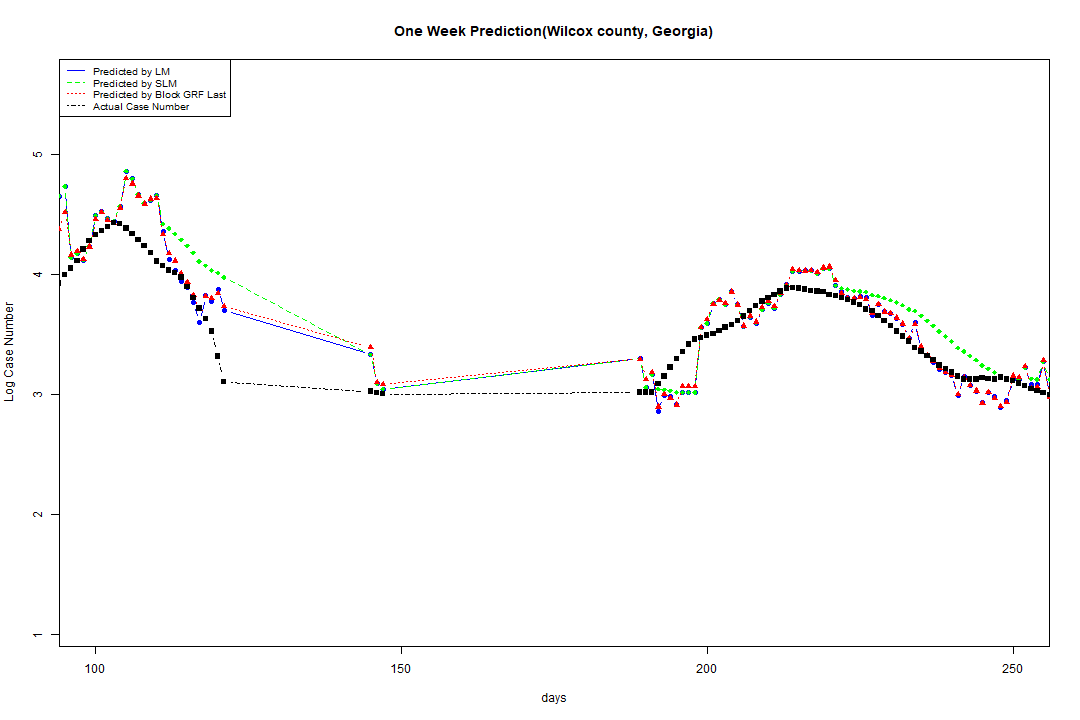 One Week Prediction(Wilcox county, Georgia)
Predicted by LM
Predicted by SLM
Predicted by Block GRF Last
Actual Case Number
5
4
3
2
1
Log Case Number
100 150 200 250
days